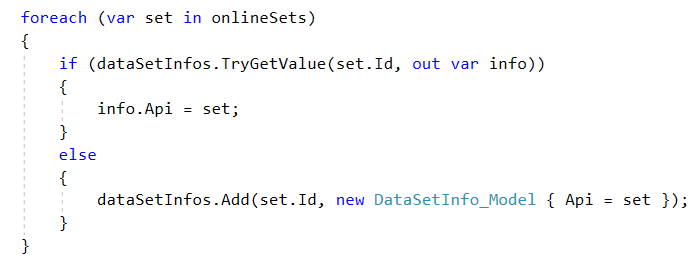 foreach (var set in onlineSets)
{
    if (dataSetInfos.TryGetValue(set.Id, out var info))
    {
        info.Api = set;
    }
    else
    {
        dataSetInfos.Add(set.Id, new DataSetInfo_Model { Api = set });
    }
}